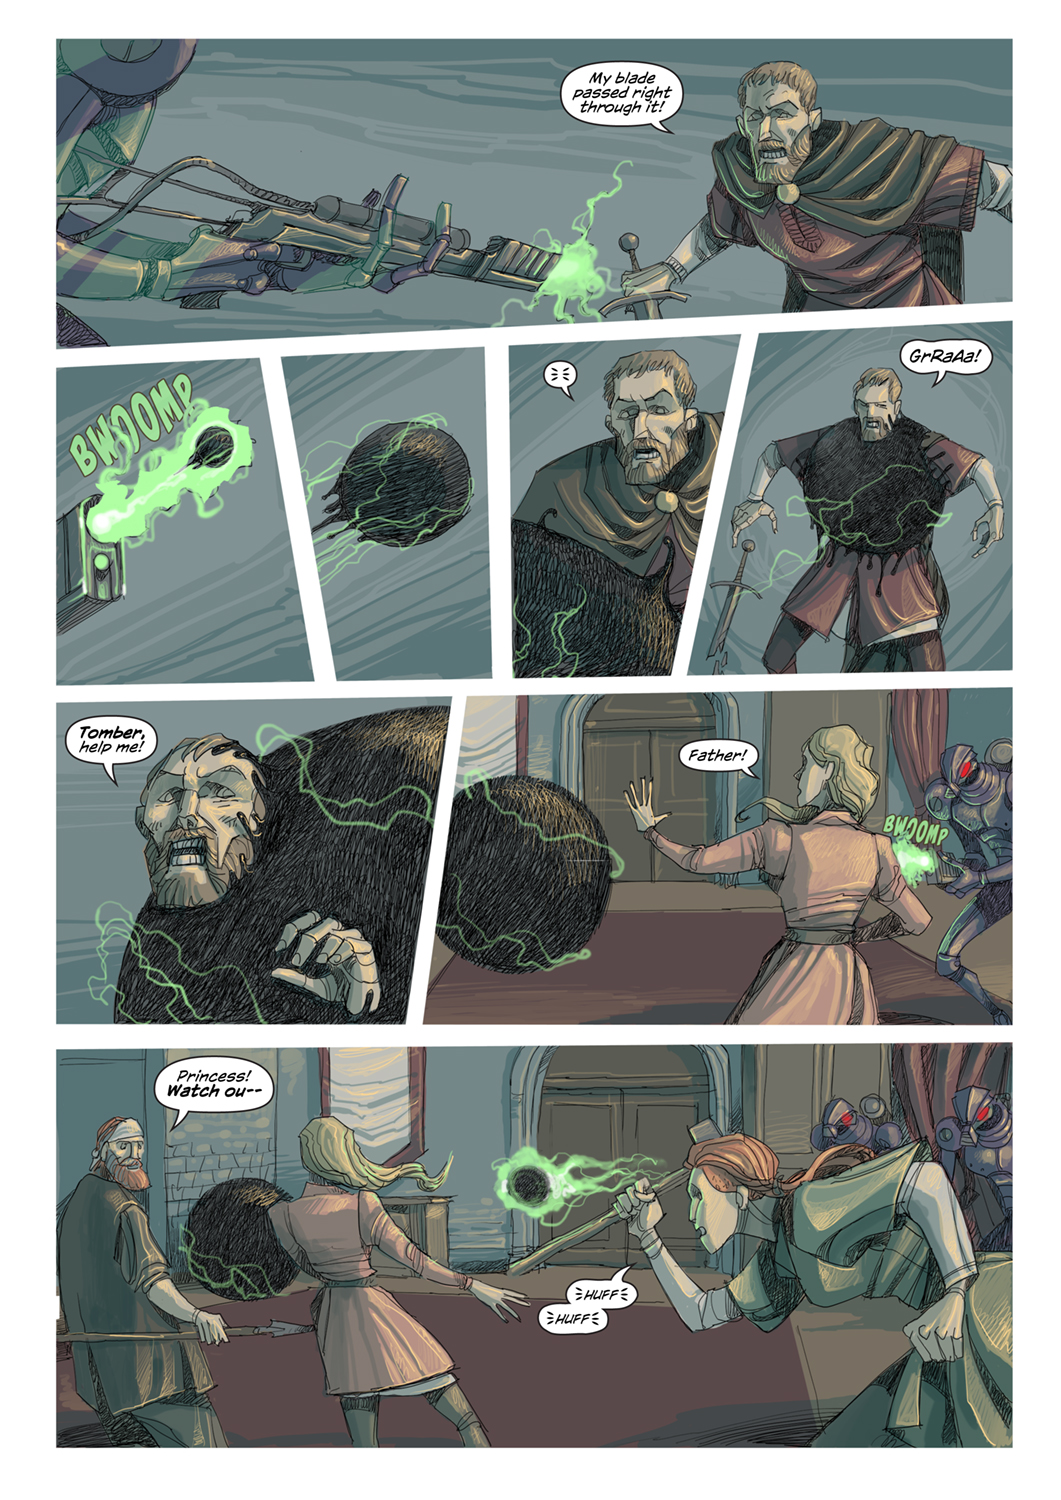 My blade
passed right
through it!
BWOOMP
GrRaAa!
Tomber,
help me!
Father!
BWOOMP
Princess!
Watch ou--
HUFF
HUFF